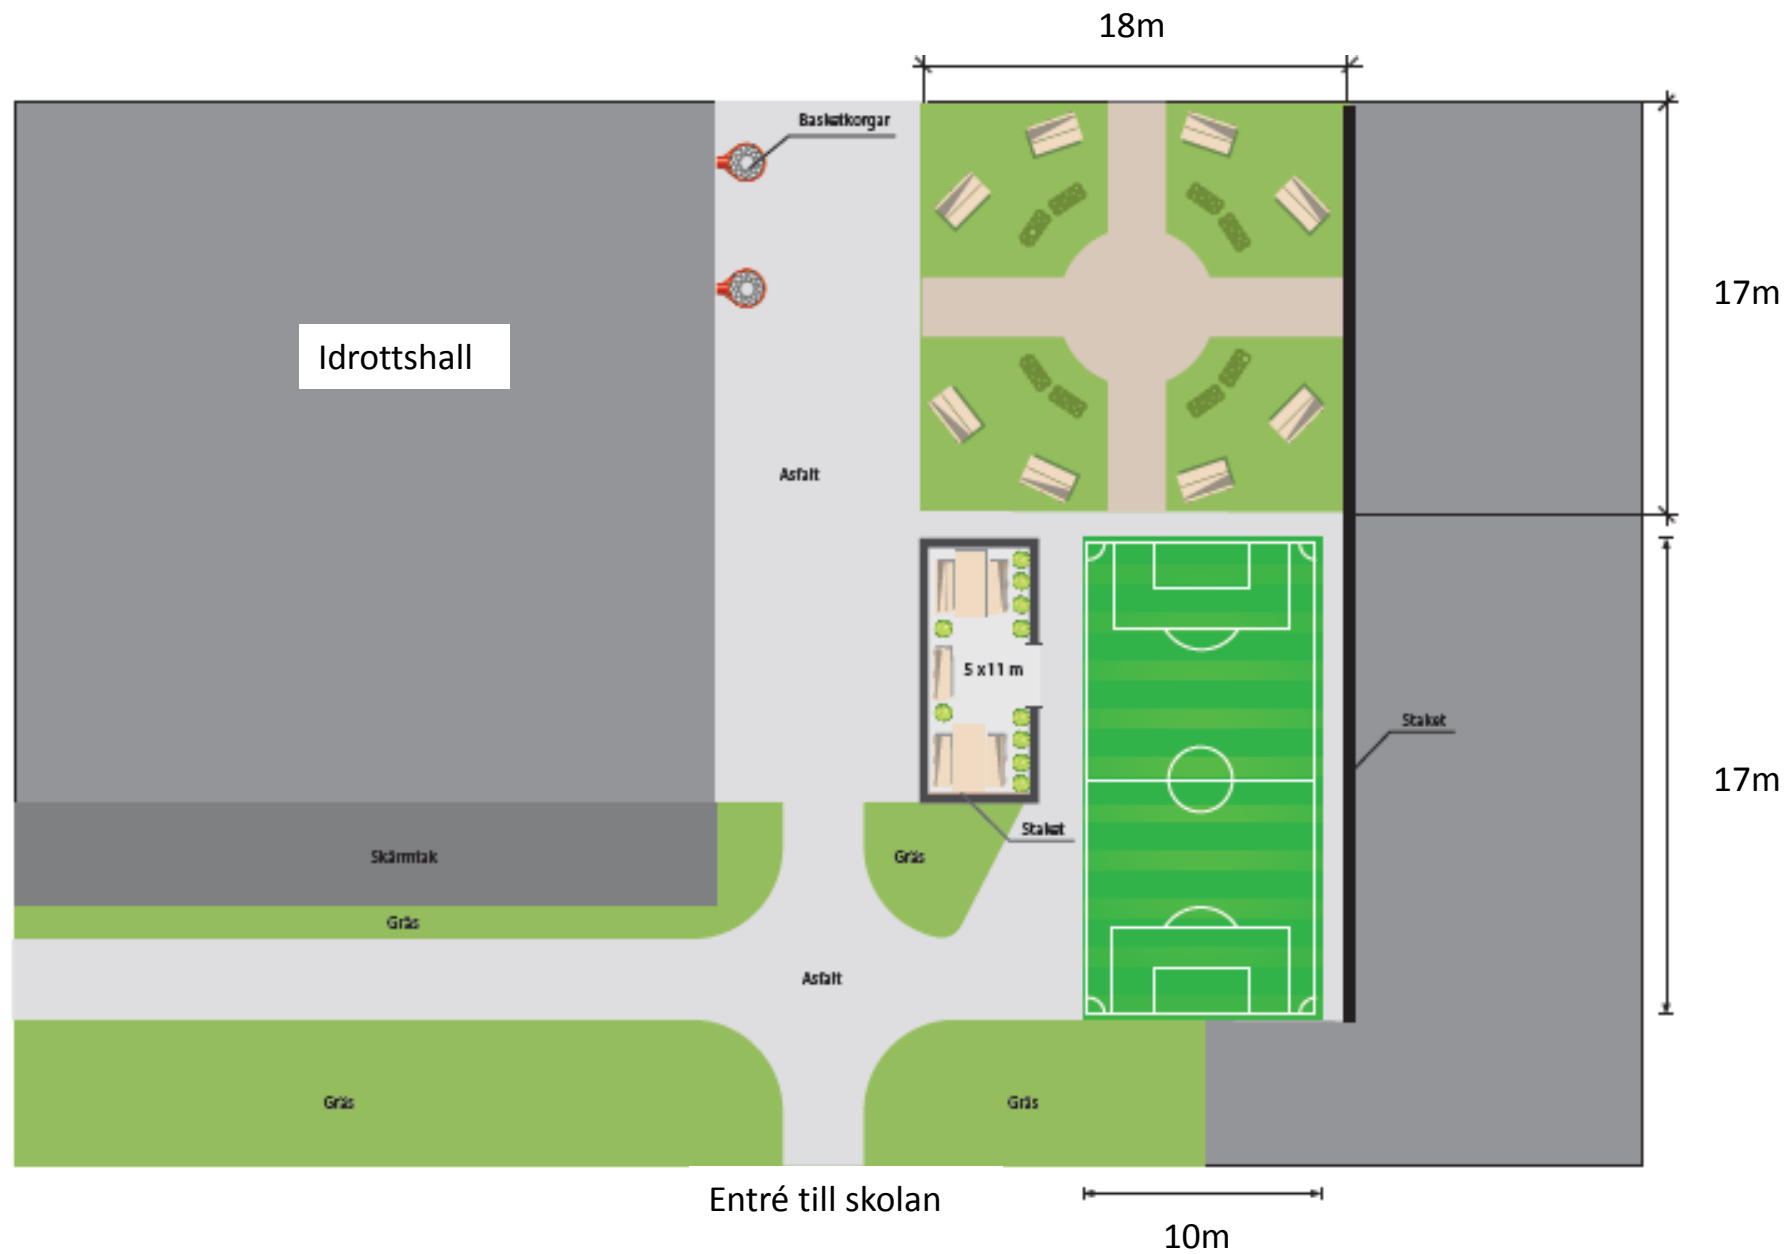 18m
Basketkorgar
17m
Idrottshall
Asfalt
5 x11 m
Staket
17m
Staket
Skärmtak
Gräs
Gräs
Asfalt
Gräs
Gräs
Entré till skolan
10m